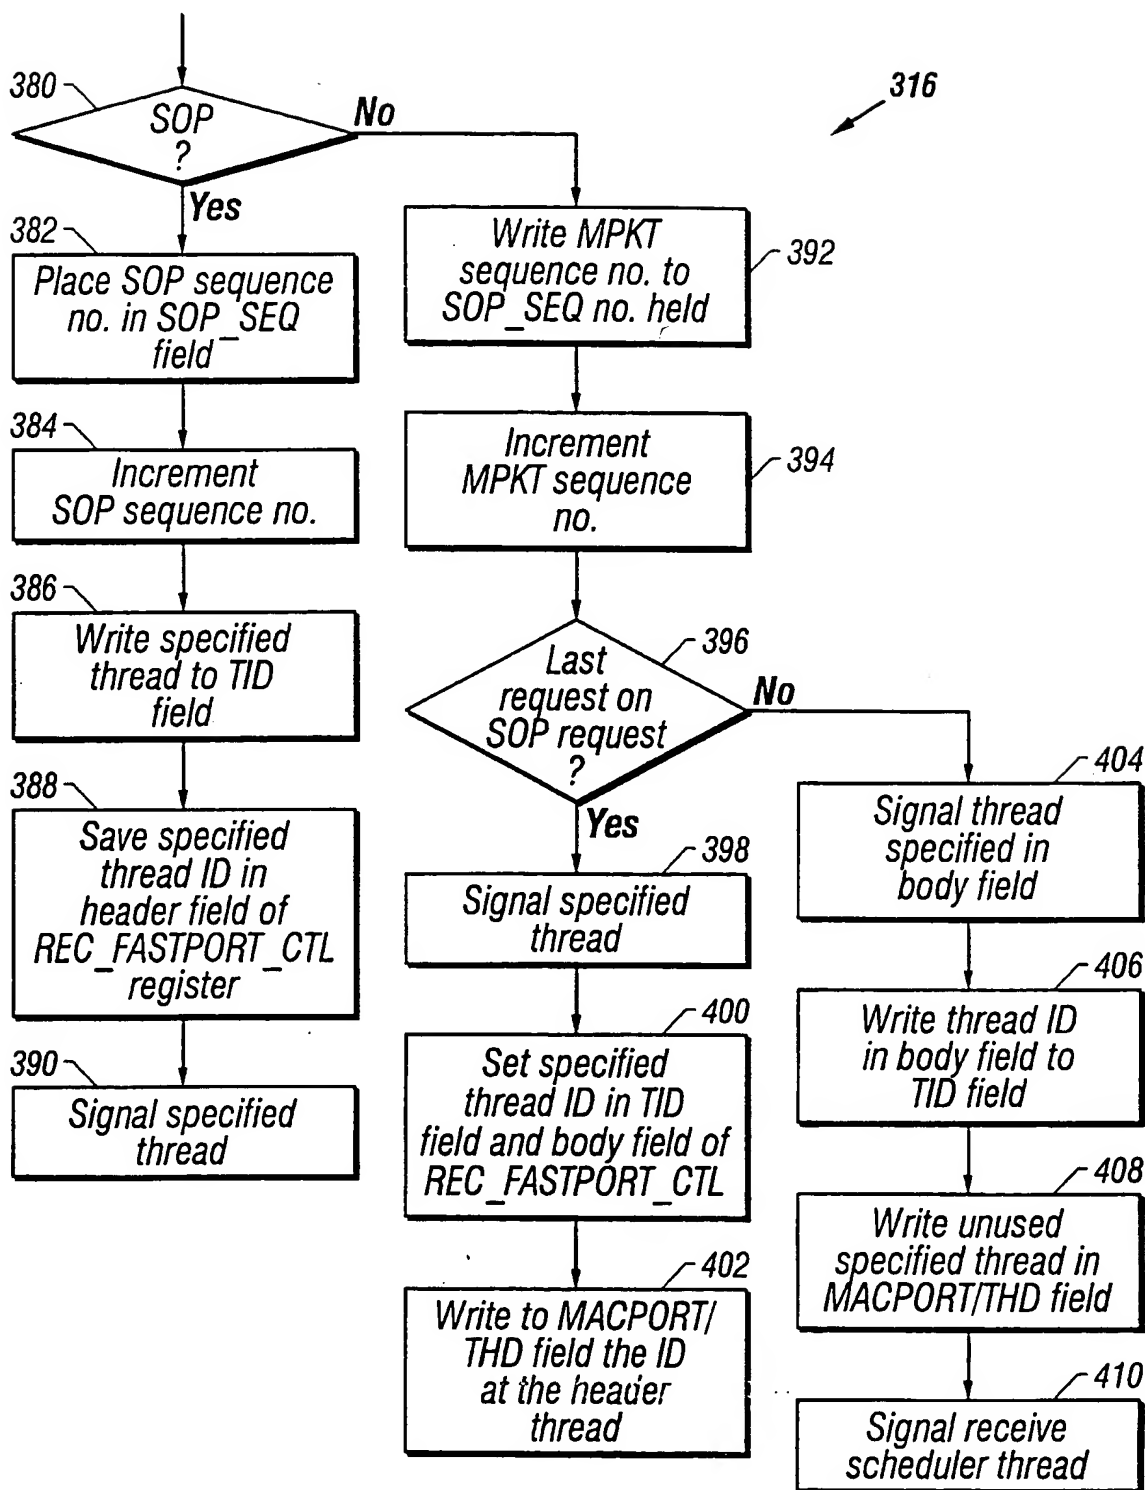 380
SOP
?
No
Yes
316
382
Place SOP sequence
no. in SOP_SEQ
field
384
Increment
SOP sequence no.
386
Write specified
thread to TID
field
388
Save specified
thread ID in
header field of
REC_FASTPORT_CTL
register
390
Signal specified
thread
Write MPKT
sequence no. to
SOP_SEQ no. held
392
Increment
MPKT sequence
no.
394
Last
request on
SOP request
?
396
No
Yes
398
Signal specified
thread
400
Set specified
thread ID in TID
field and body field of
REC_FASTPORT_CTL
402
Write to MACPORT/
THD field the ID
at the header
thread
404
Signal thread
specified in
body field
406
Write thread ID
in body field to
TID field
408
Write unused
specified thread in
MACPORT/THD field
410
Signal receive
scheduler thread